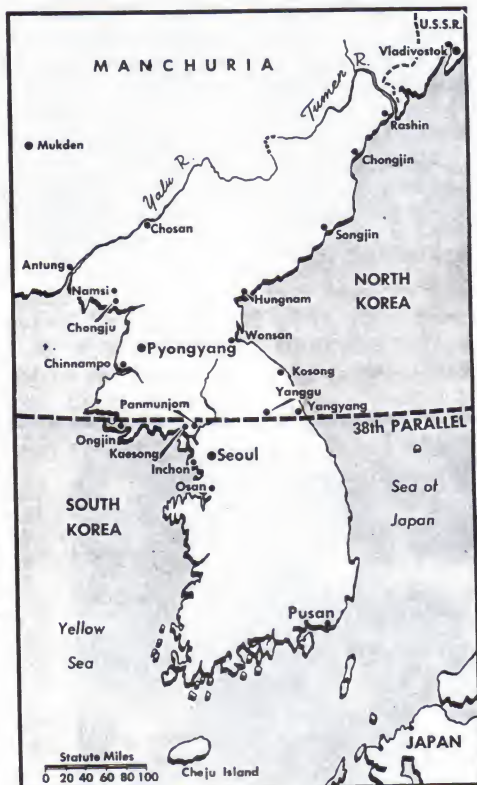 U.S.S.R.
Vladivostok
MANCHURIA
Tumen R.
Rashin
Mukden
Chongjin
Yalu R.
Chosan
Songjin
Antung
NORTH
KOREA
Namsi
Hungnam
Chongju
Wonsan
Pyongyang
Kosong
Chinnampo
Yanggu
Panmunjom
Yangyang
38th PARALLEL
Ongjin
Kaesong
Seoul
Inchon
Sea of
Japan
Osan
SOUTH
KOREA
Pusan
Yellow
Sea
JAPAN
Statute Miles
0 20 40 60 80 100
Cheju Island